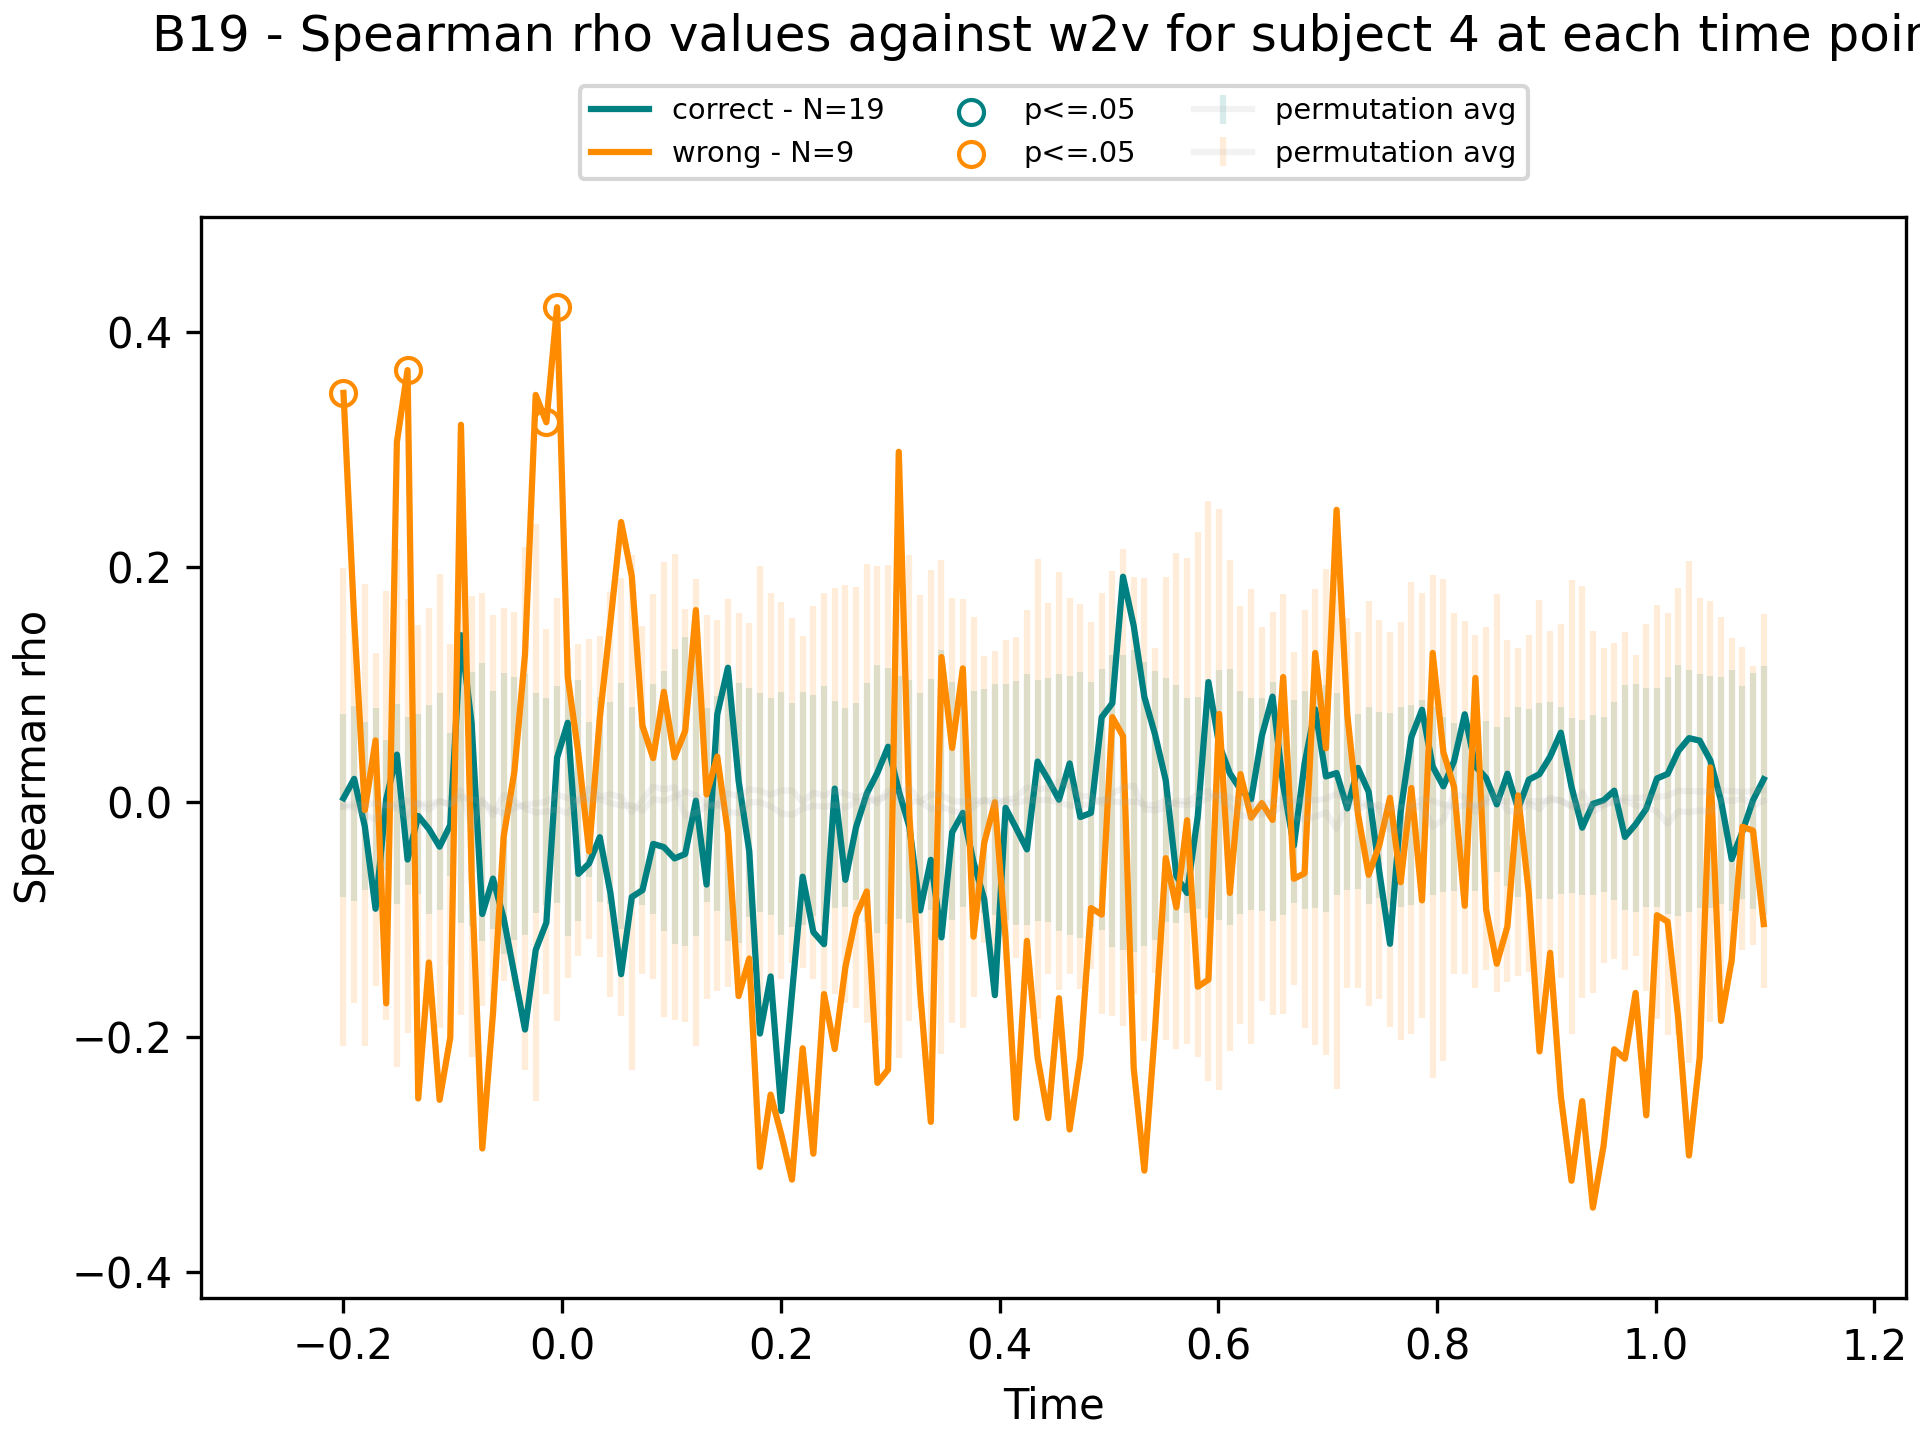 B19 - Spearman rho values against w2v for subject 4 at each time poin
correct - N=19 p<=.05 permutation avg
wrong - N=9 p<=.05 permutation avg
0.4
0.2
0.0
−0.2
−0.4
Spearman rho
−0.2 0.0 0.2 0.4 0.6 0.8 1.0 1.2
Time